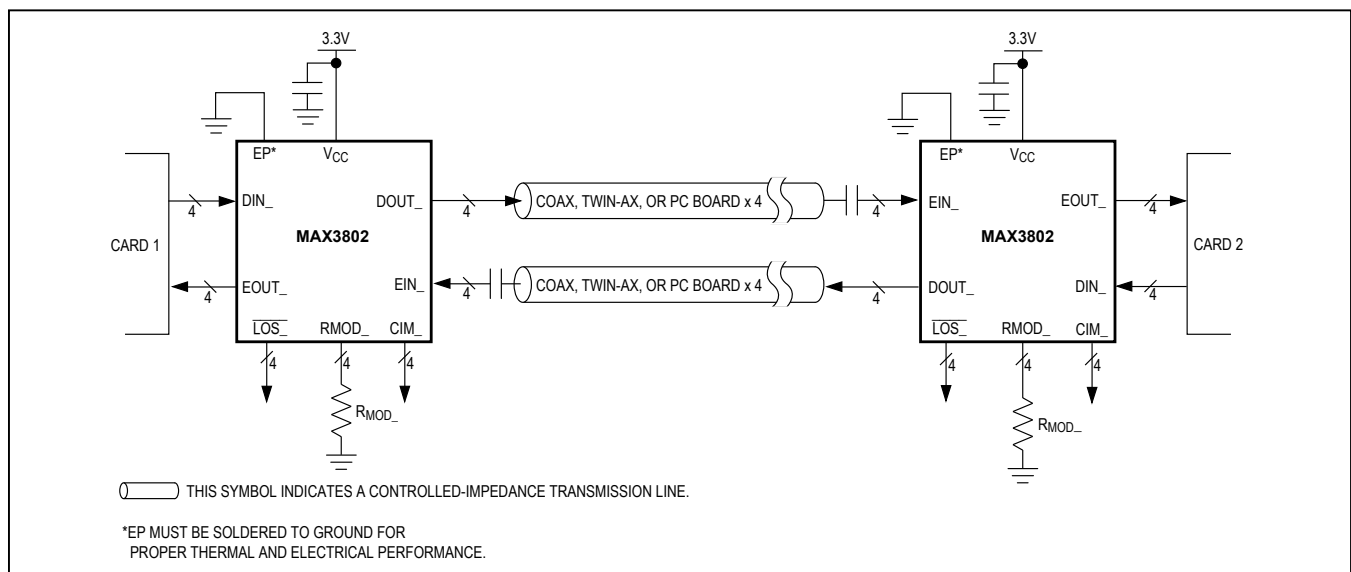 3.3V
3.3V
EP*
VCC
EP*
VCC
DIN_
4
DOUT_
4
COAX, TWIN-AX, OR PC BOARD x 4
4
EIN_
EOUT_
4
CARD 1
MAX3802
MAX3802
CARD 2
EOUT_
4
EIN_
4
COAX, TWIN-AX, OR PC BOARD x 4
4
DOUT_
DIN_
4
LOS_
RMOD_
CIM_
LOS_
RMOD_
CIM_
4
4
4
4
4
4
RMOD_
RMOD_
THIS SYMBOL INDICATES A CONTROLLED-IMPEDANCE TRANSMISSION LINE.
*EP MUST BE SOLDERED TO GROUND FOR
PROPER THERMAL AND ELECTRICAL PERFORMANCE.